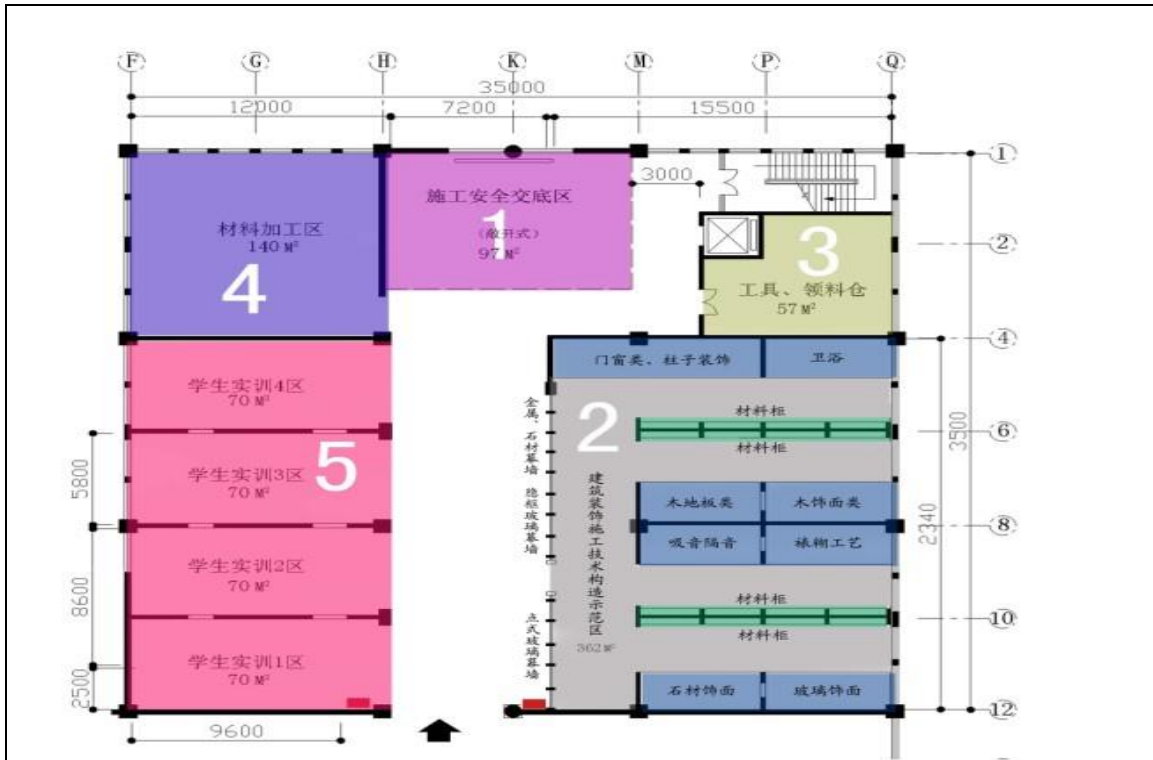 F G H K M P Q
35000
12000 7200 15500
1
3000
施工安全交底区
(敞开式)
97M²
1
材料加工区
140 M²
4
2
3
工具、领料仓
57M²
4
门窗类、柱子装饰
卫浴
学生实训4区
70 M²
金属、石材幕墙
隐框玻璃幕墙
点式玻璃幕墙
2
建筑装饰施工技术构造示范区
362M²
材料柜
材料柜
6
3500
5800
学生实训3区
70 M²
5
木地板类
木饰面类
8
2340
吸音隔音
裱糊工艺
8600
学生实训2区
70 M²
材料柜
材料柜
10
学生实训1区
70 M²
2500
石材饰面
玻璃饰面
12
9600